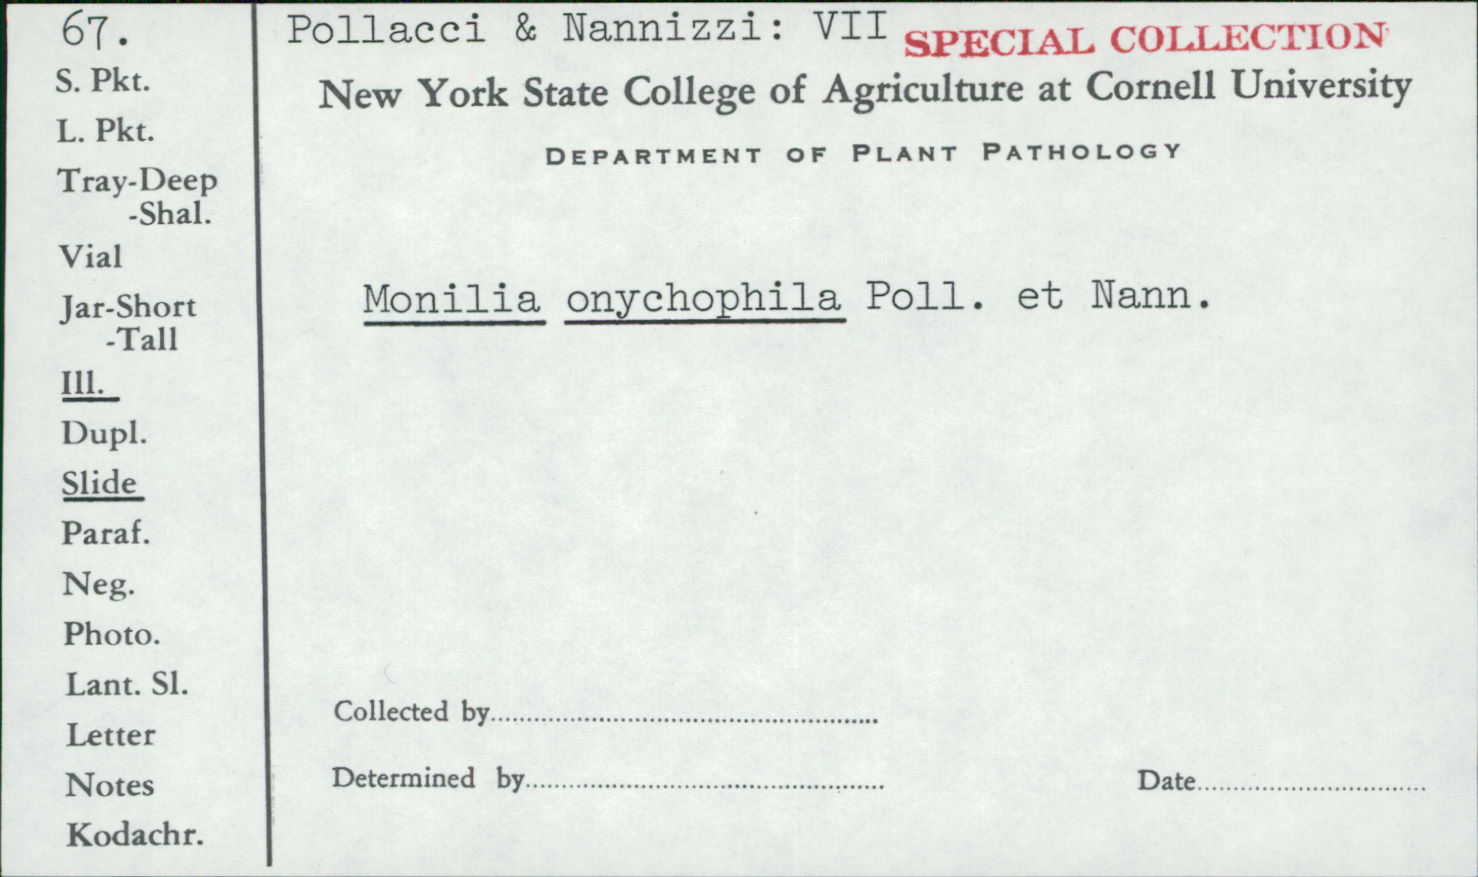 67.
S. Pkt.
L. Pkt.
Tray-Deep
-Shal.
Vial
Jar-Short
-Tall
Ill.
Dupl.
Slide
Paraf.
Neg.
Photo.
Lant. Sl.
Letter
Notes
Kodachr.
Pollacci & Nannizzi: VII
SPECIAL COLLECTION
New York State College of Agriculture at Cornell University
DEPARTMENT OF PLANT PATHOLOGY
Monilia onychophila Poll. et Nann.
Collected by
Determined by
Date